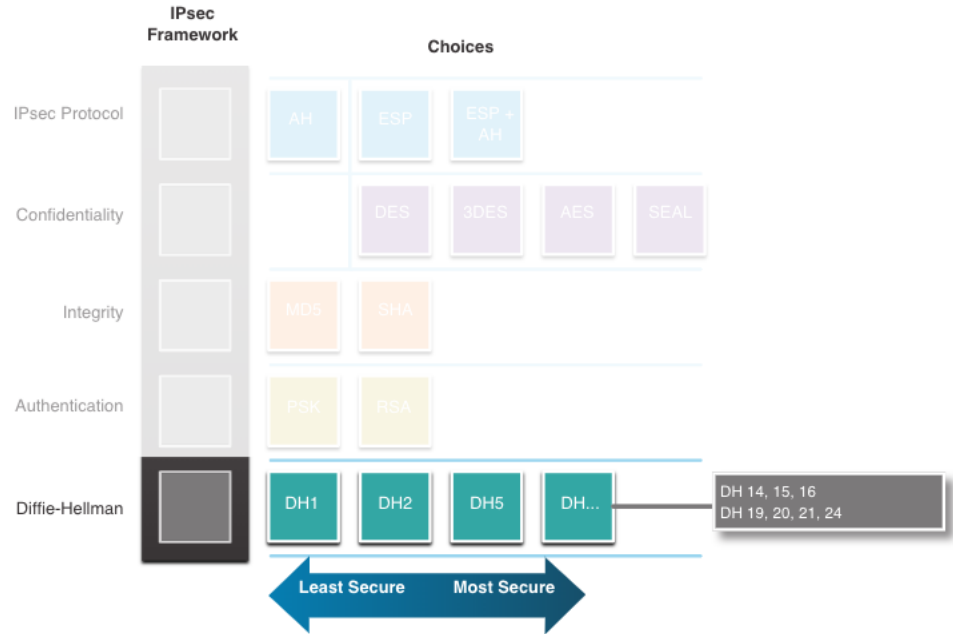 IPsec
Framework
Choices
IPsec Protocol
AH
ESP
ESP +
AH
Confidentiality
DES
3DES
AES
SEAL
Integrity
MD5
SHA
Authentication
PSK
RSA
Diffie-Hellman
DH1
DH2
DH5
DH...
DH 14, 15, 16
DH 19, 20, 21, 24
Least Secure
Most Secure